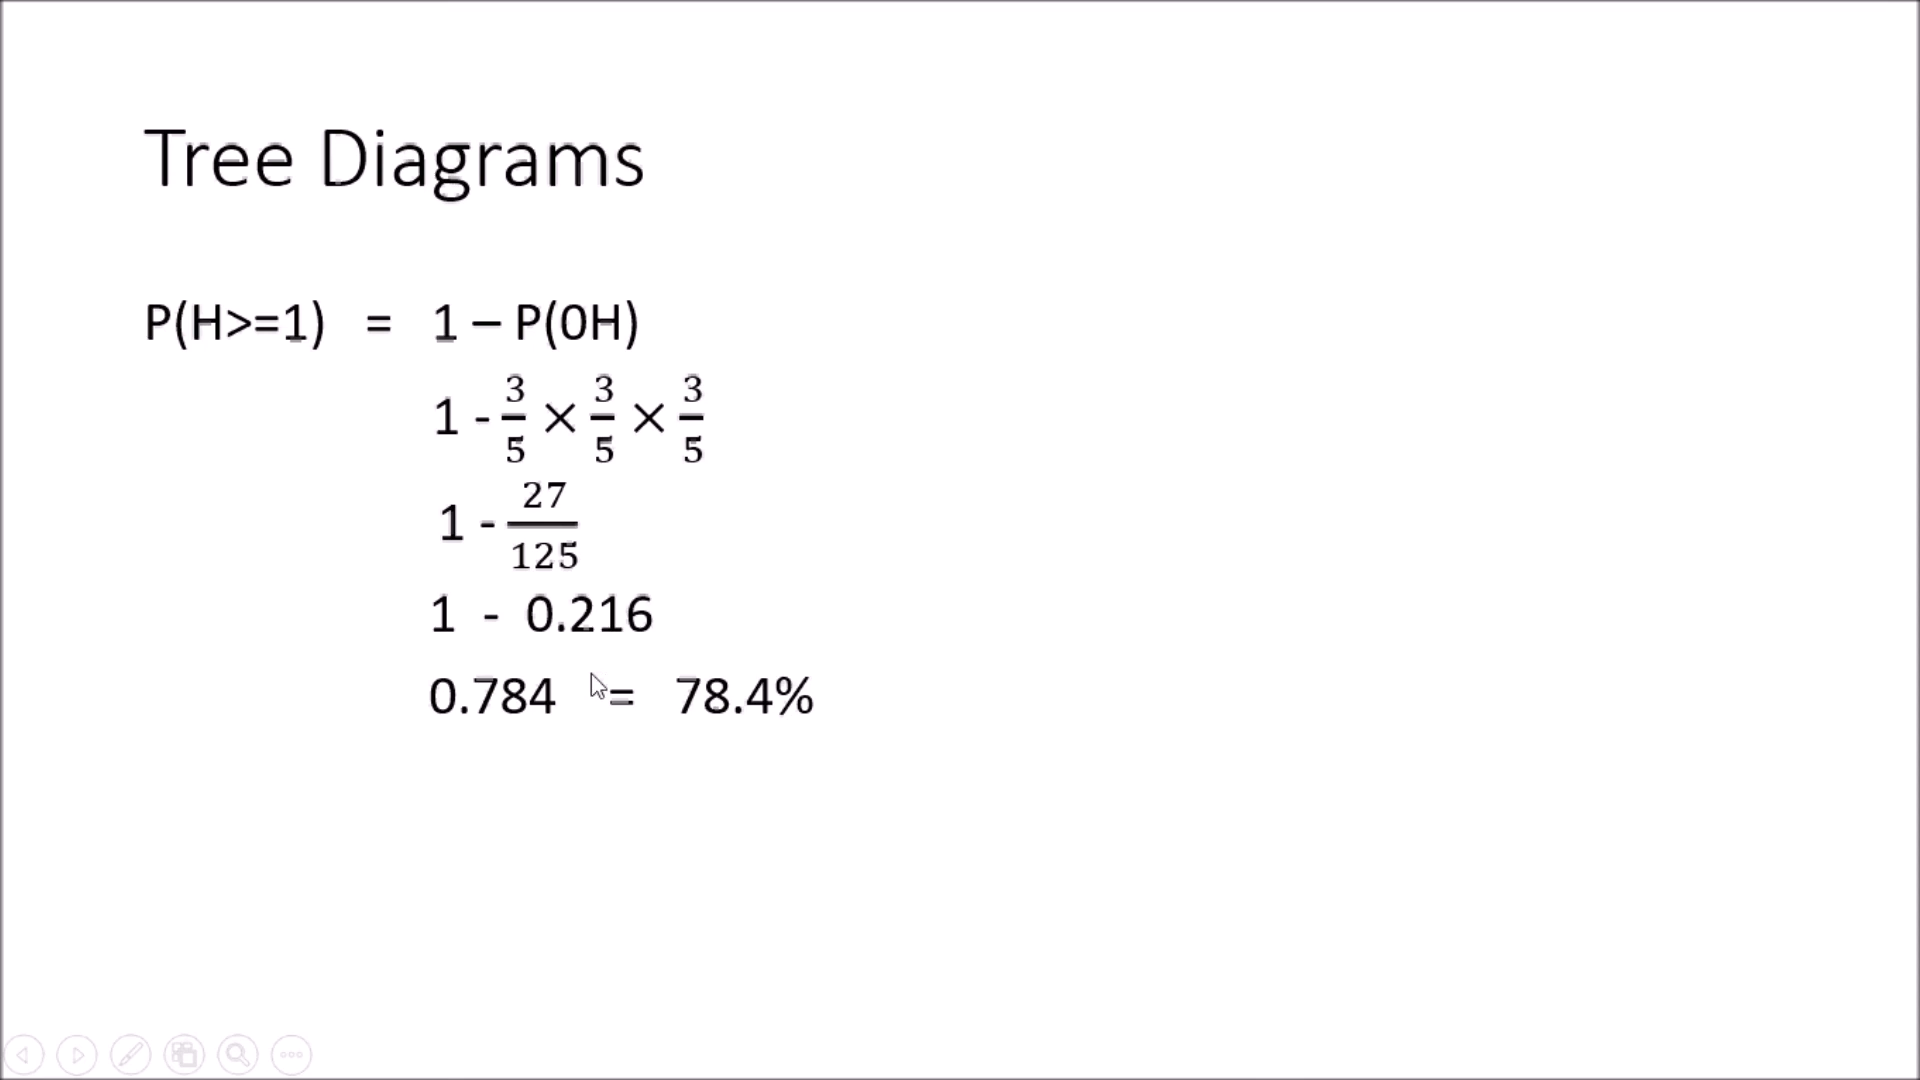 Tree Diagrams
P(H>=1) = 1 – P(0H)
1 - 3/5 × 3/5 × 3/5
1 - 27/125
1 - 0.216
0.784 = 78.4%